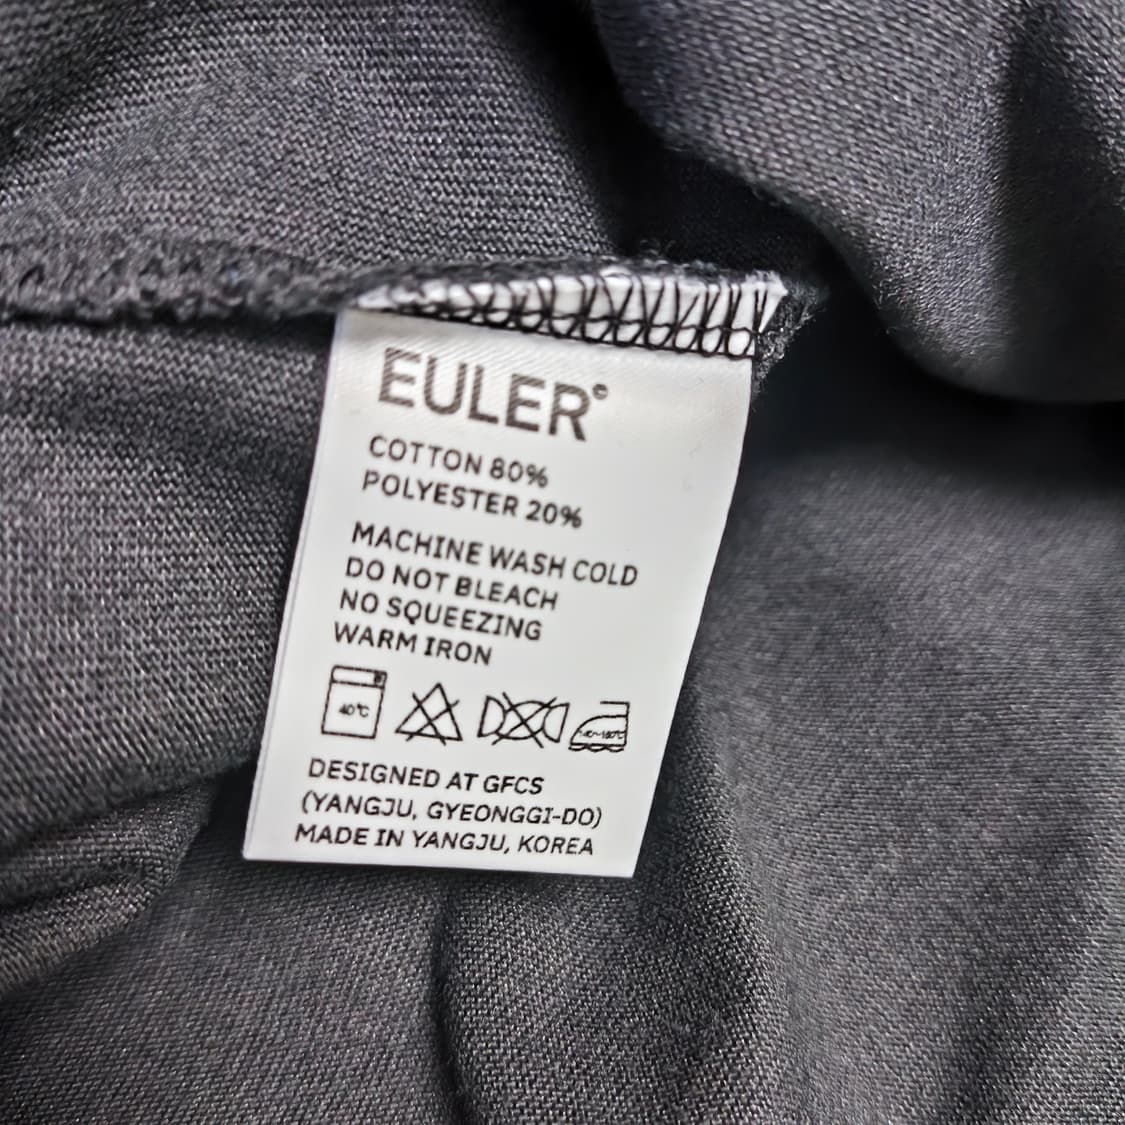 EULER®
COTTON 80%
POLYESTER 20%
MACHINE WASH COLD
DO NOT BLEACH
NO SQUEEZING
WARM IRON
40℃
DESIGNED AT GFCS
(YANGJU, GYEONGGI-DO)
MADE IN YANGJU, KOREA